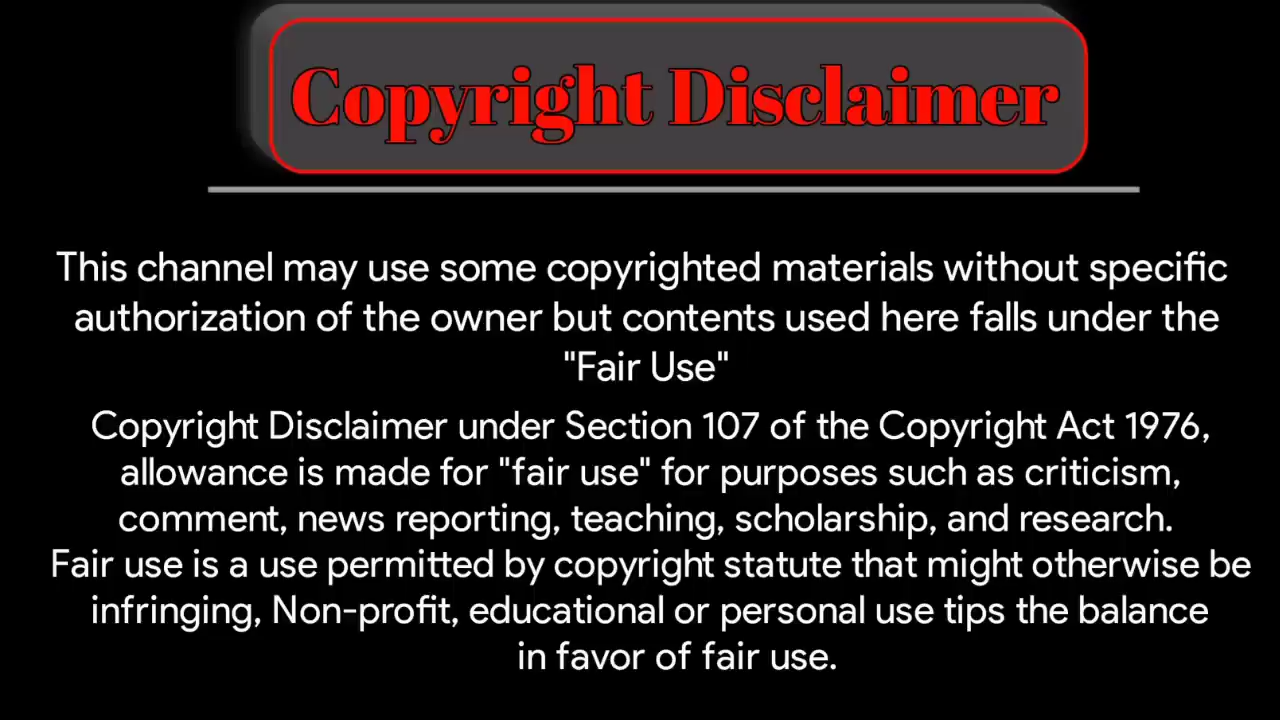 Copyright Disclaimer
This channel may use some copyrighted materials without specific
authorization of the owner but contents used here falls under the
"Fair Use"
Copyright Disclaimer under Section 107 of the Copyright Act 1976,
allowance is made for "fair use" for purposes such as criticism,
comment, news reporting, teaching, scholarship, and research.
Fair use is a use permitted by copyright statute that might otherwise be
infringing, Non-profit, educational or personal use tips the balance
in favor of fair use.